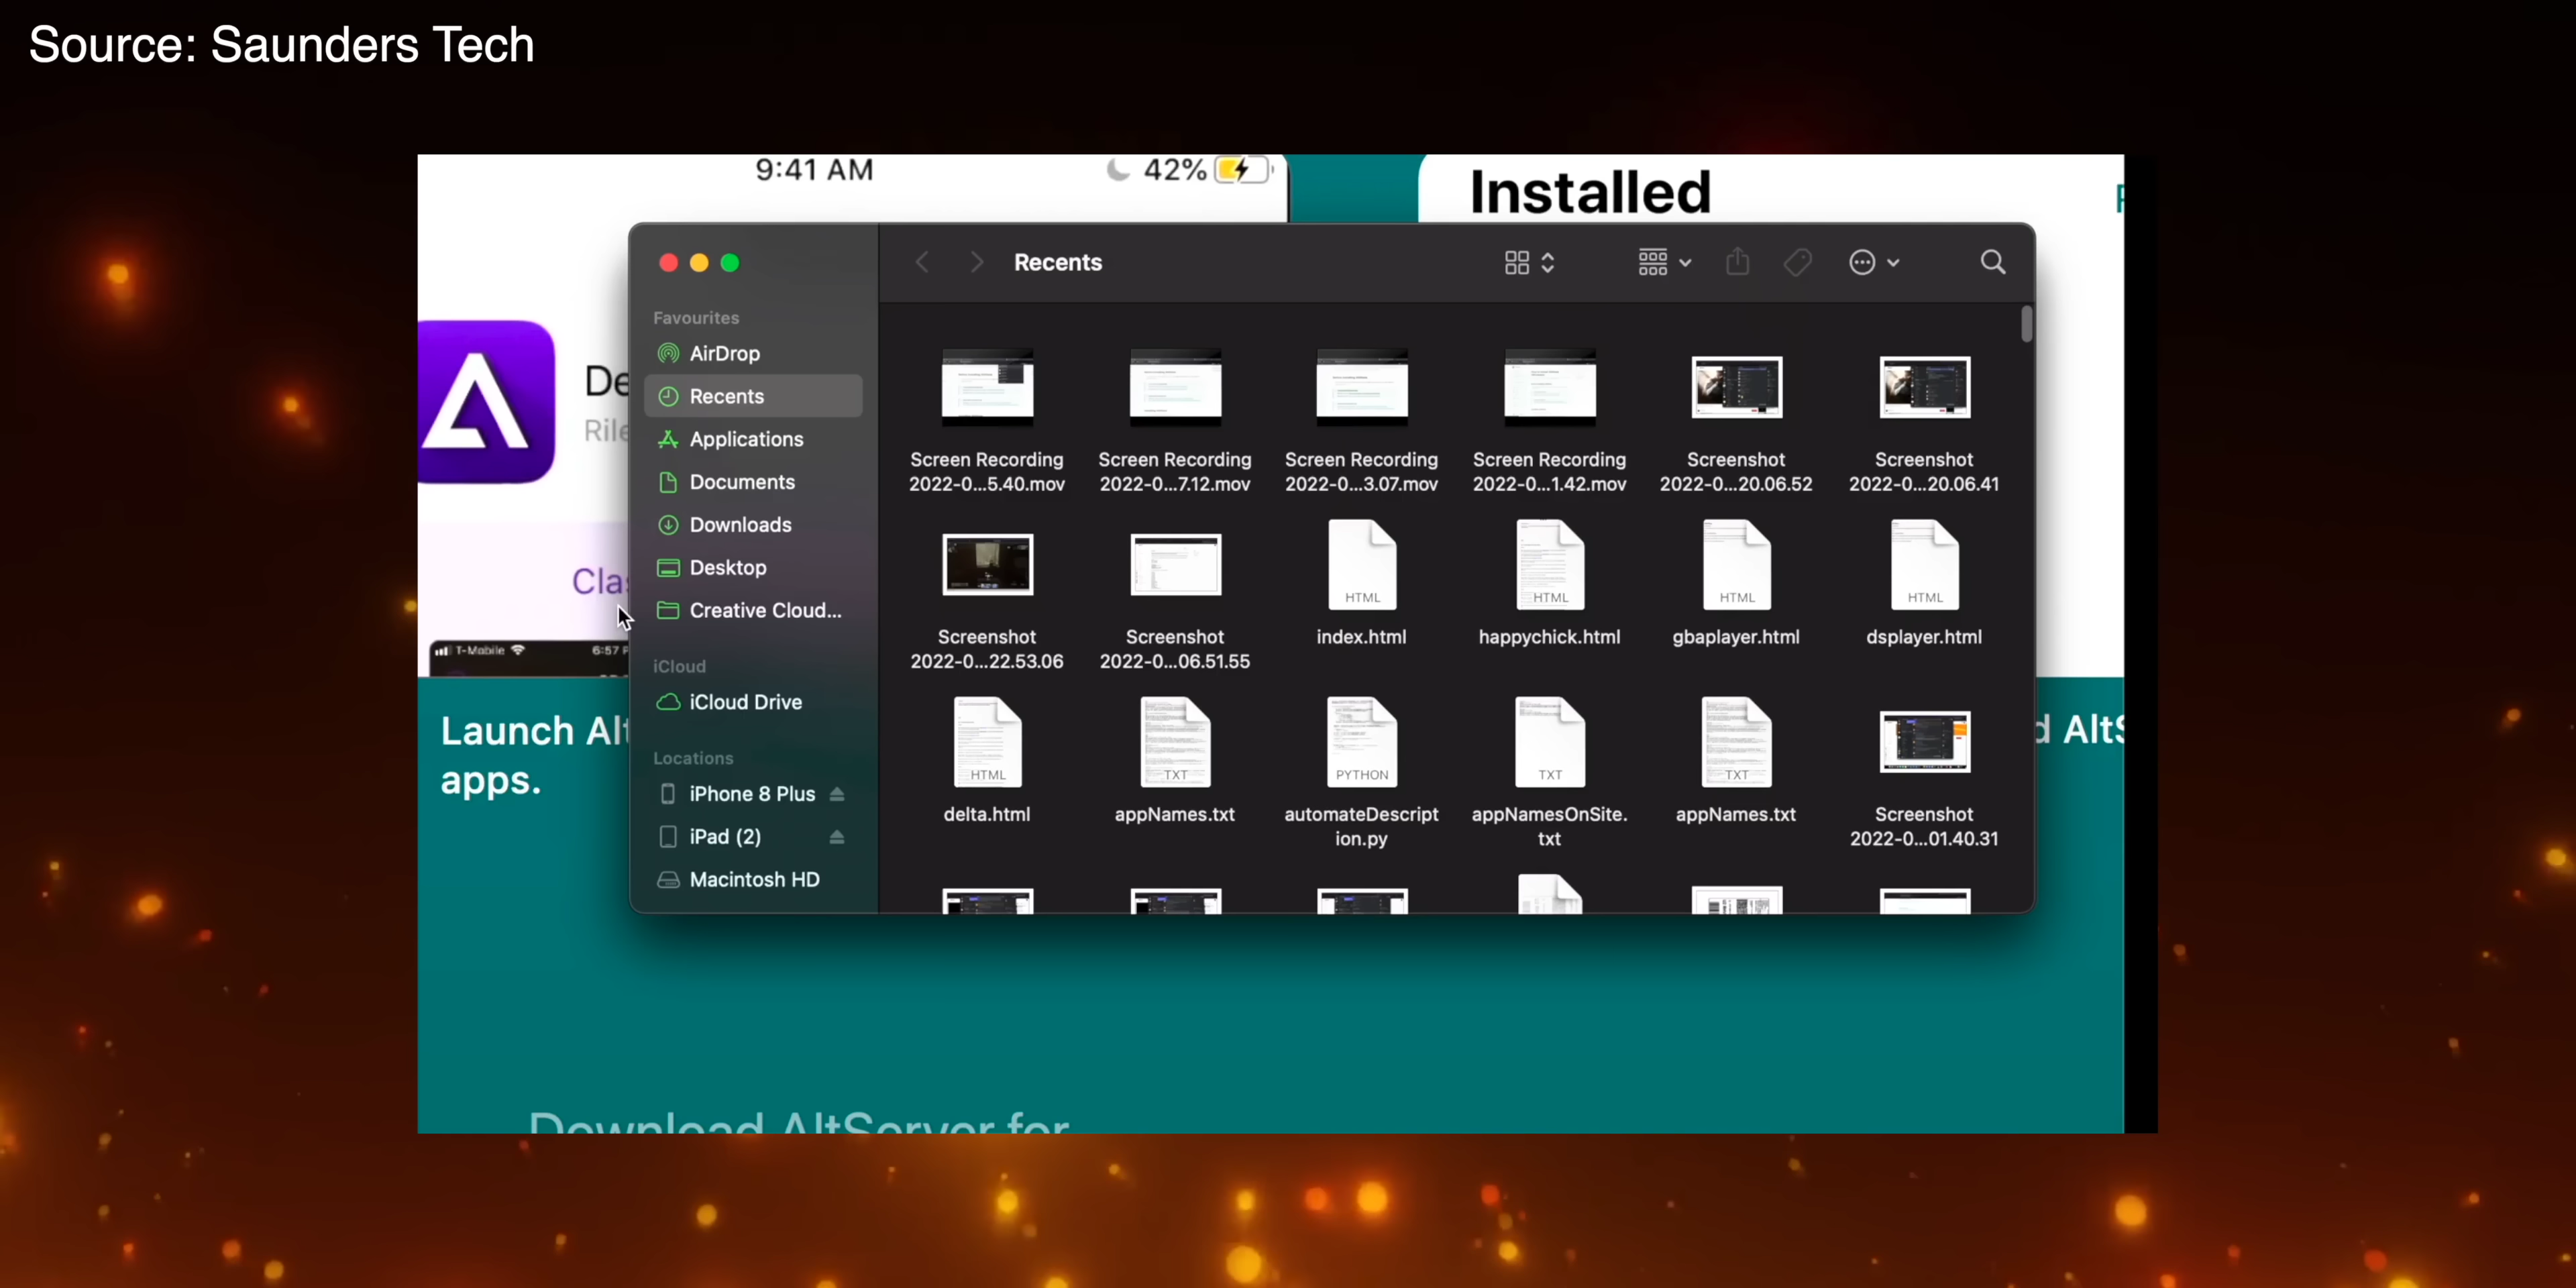 Source: Saunders Tech
9:41 AM
42%
Installed
Recents
Favourites
AirDrop
Recents
Applications
Documents
Downloads
Desktop
Creative Cloud...
iCloud
iCloud Drive
Locations
iPhone 8 Plus
iPad (2)
Macintosh HD
Screen Recording
2022-0...5.40.mov
Screen Recording
2022-0...7.12.mov
Screen Recording
2022-0...3.07.mov
Screen Recording
2022-0...1.42.mov
Screenshot
2022-0...20.06.52
Screenshot
2022-0...20.06.41
Screenshot
2022-0...22.53.06
Screenshot
2022-0...06.51.55
HTML
index.html
HTML
happychick.html
HTML
gbaplayer.html
HTML
dsplayer.html
HTML
delta.html
TXT
appNames.txt
PYTHON
automateDescript
ion.py
TXT
appNamesOnSite.
txt
TXT
appNames.txt
Screenshot
2022-0...01.40.31
De
Rile
Clas
T-Mobile
6:57 P
Launch Alt
apps.
d AltS
Download AltServer for